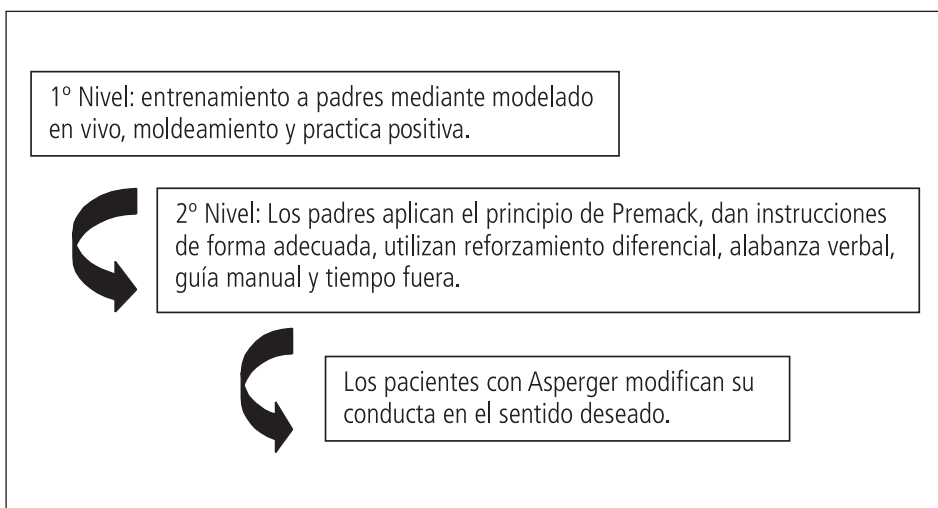 1º Nivel: entrenamiento a padres mediante modelado
en vivo, moldeamiento y practica positiva.
2º Nivel: Los padres aplican el principio de Premack, dan instrucciones
de forma adecuada, utilizan reforzamiento diferencial, alabanza verbal,
guía manual y tiempo fuera.
Los pacientes con Asperger modifican su
conducta en el sentido deseado.